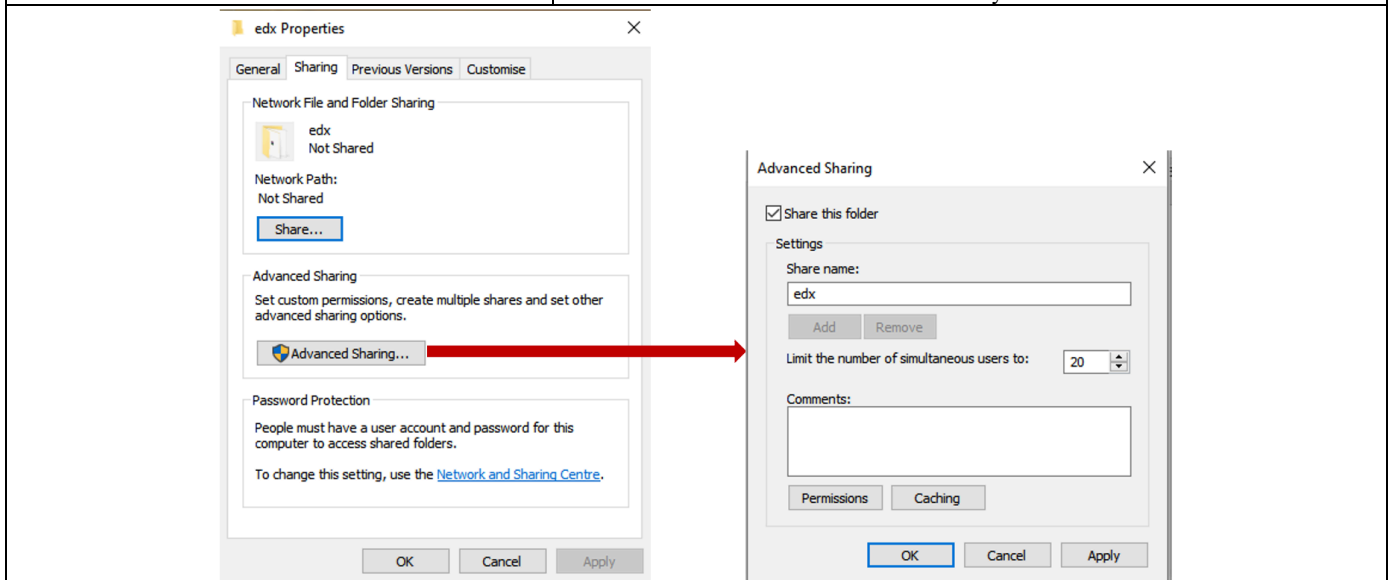 edx Properties
General Sharing Previous Versions Customise
Network File and Folder Sharing
edx
Not Shared
Network Path:
Not Shared
Share...
Advanced Sharing
Set custom permissions, create multiple shares and set other
advanced sharing options.
Advanced Sharing...
Password Protection
People must have a user account and password for this
computer to access shared folders.
To change this setting, use the Network and Sharing Centre.
OK Cancel Apply
Advanced Sharing
Share this folder
Settings
Share name:
edx
Add Remove
Limit the number of simultaneous users to: 20
Comments:
Permissions Caching
OK Cancel Apply